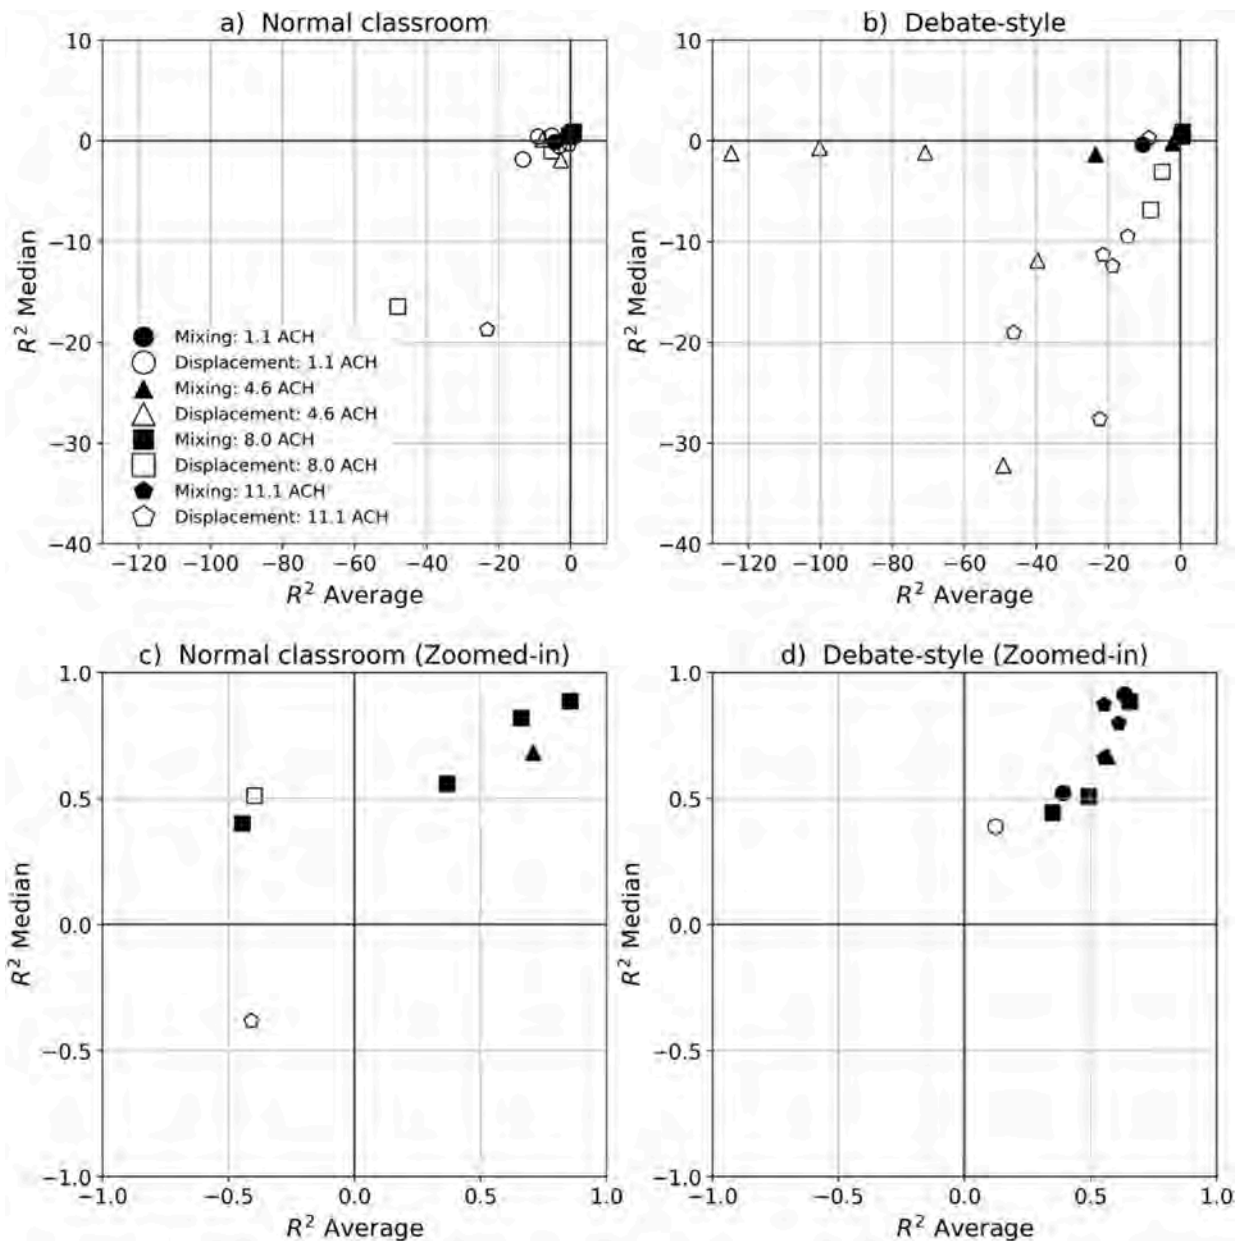 a) Normal classroom
10
0
−10
−20
−30
−40
R² Median
Mixing: 1.1 ACH
Displacement: 1.1 ACH
Mixing: 4.6 ACH
Displacement: 4.6 ACH
Mixing: 8.0 ACH
Displacement: 8.0 ACH
Mixing: 11.1 ACH
Displacement: 11.1 ACH
−120 −100 −80 −60 −40 −20 0
R² Average
b) Debate-style
10
0
−10
−20
−30
−40
R² Median
−120 −100 −80 −60 −40 −20 0
R² Average
c) Normal classroom (Zoomed-in)
1.0
0.5
0.0
−0.5
−1.0
R² Median
−1.0 −0.5 0.0 0.5 1.0
R² Average
d) Debate-style (Zoomed-in)
1.0
0.5
0.0
−0.5
−1.0
R² Median
−1.0 −0.5 0.0 0.5 1.0
R² Average